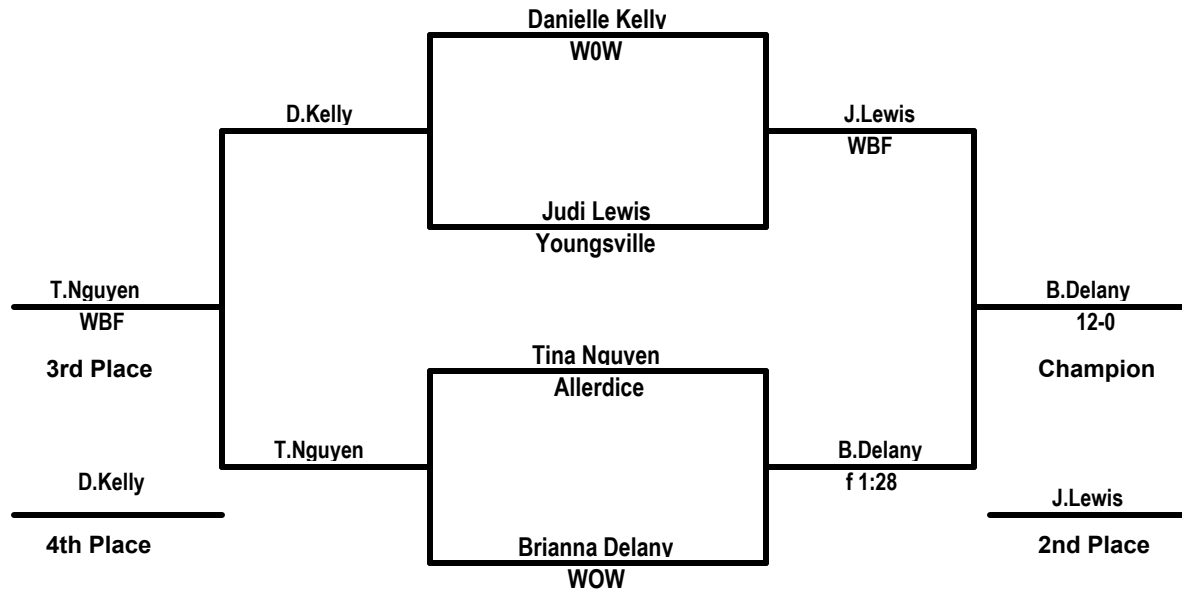 Danielle Kelly
W0W
D.Kelly
J.Lewis
WBF
Judi Lewis
Youngsville
T.Nguyen
WBF
3rd Place
B.Delany
12-0
Champion
Tina Nguyen
Allerdice
T.Nguyen
B.Delany
f 1:28
D.Kelly
4th Place
J.Lewis
2nd Place
Brianna Delany
WOW